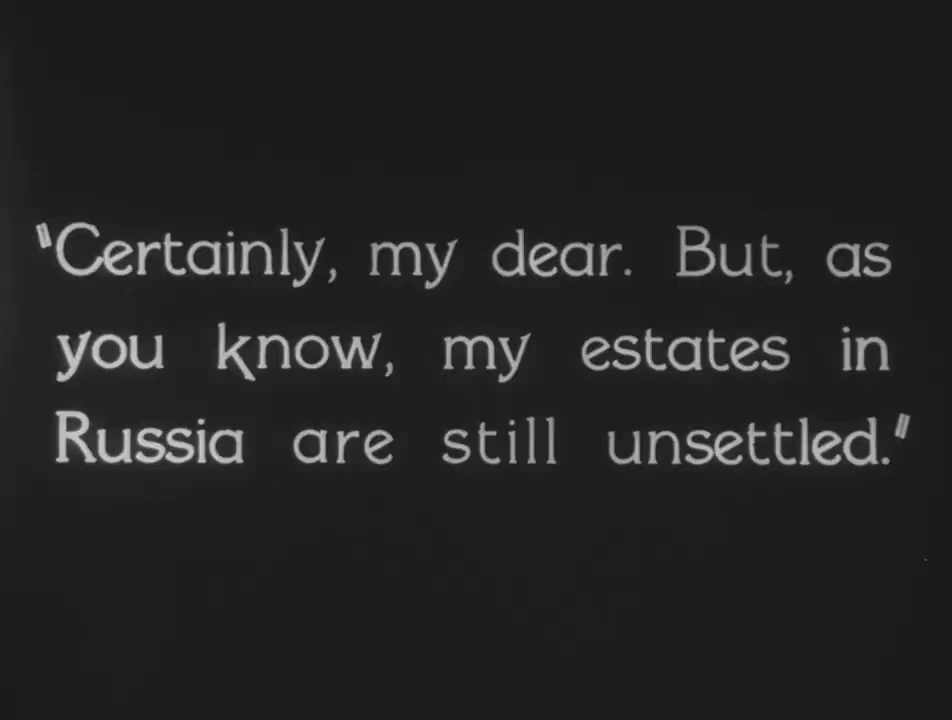 "Certainly, my dear. But, as
you know, my estates in
Russia are still unsettled."